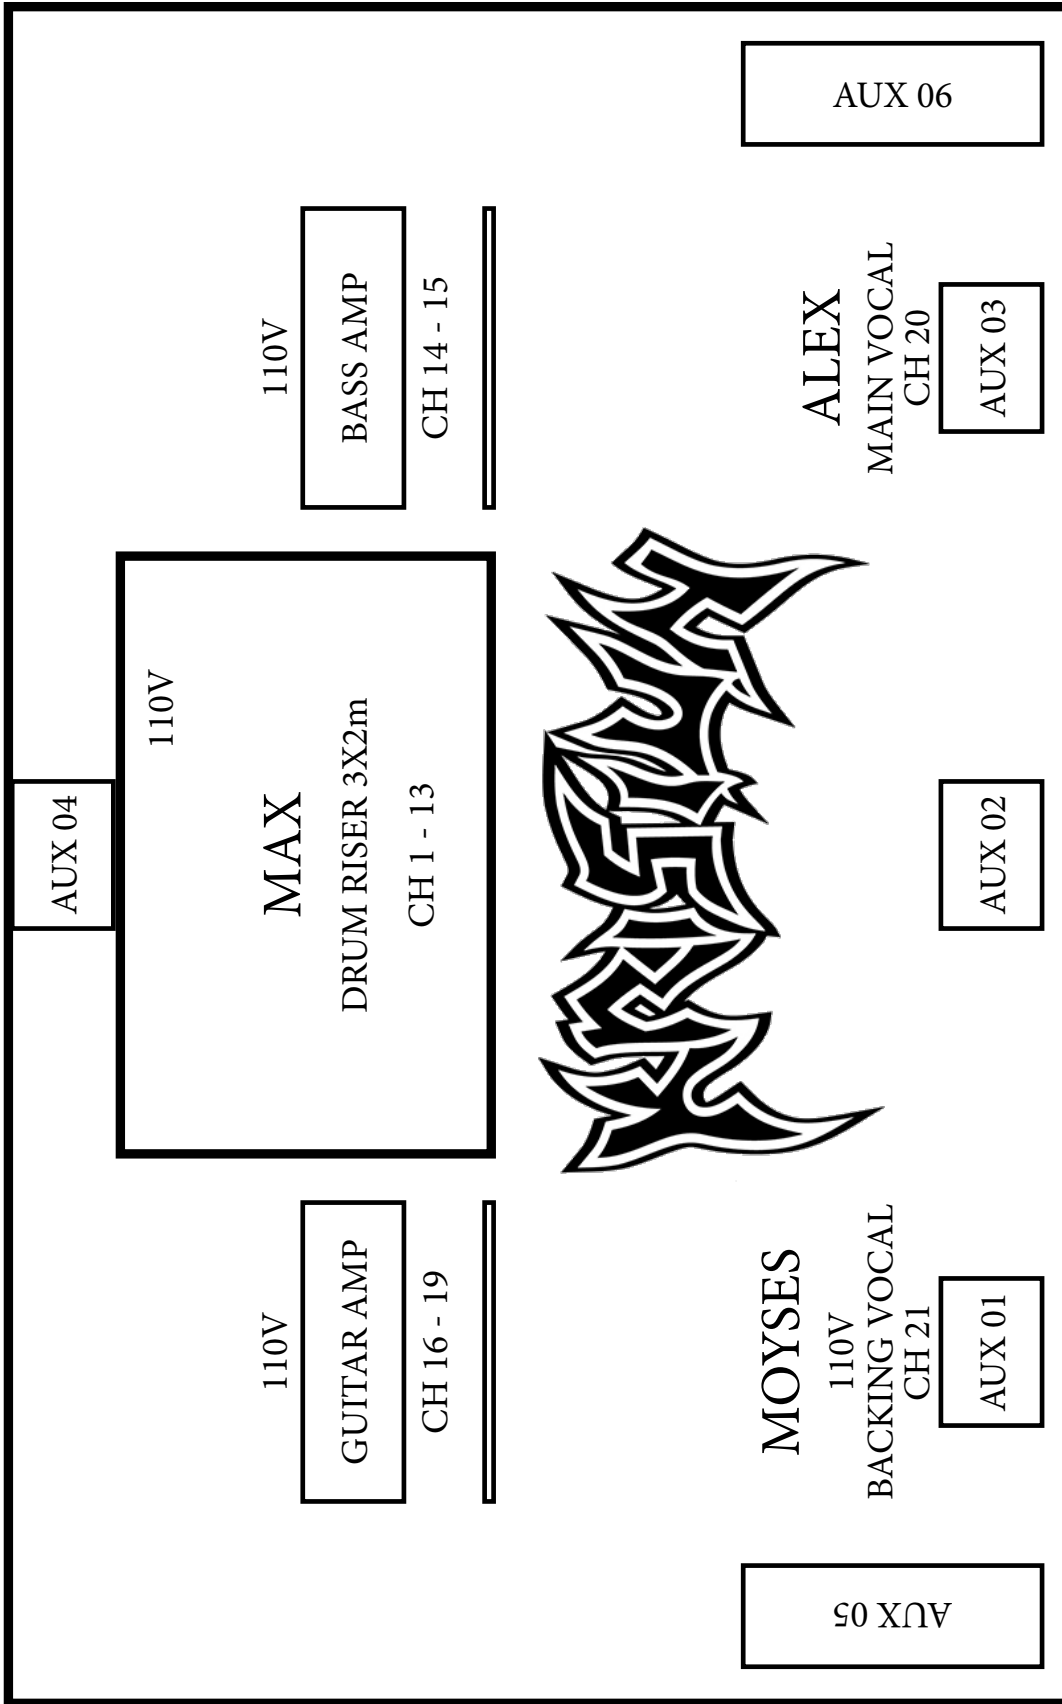 AUX 04
110V
MAX
DRUM RISER 3X2m
CH 1 - 13
110V
GUITAR AMP
CH 16 - 19
110V
BASS AMP
CH 14 - 15
AUX 05
MOYSES
110V
BACKING VOCAL
CH 21
AUX 01
AUX 02
ALEX
MAIN VOCAL
CH 20
AUX 03
AUX 06